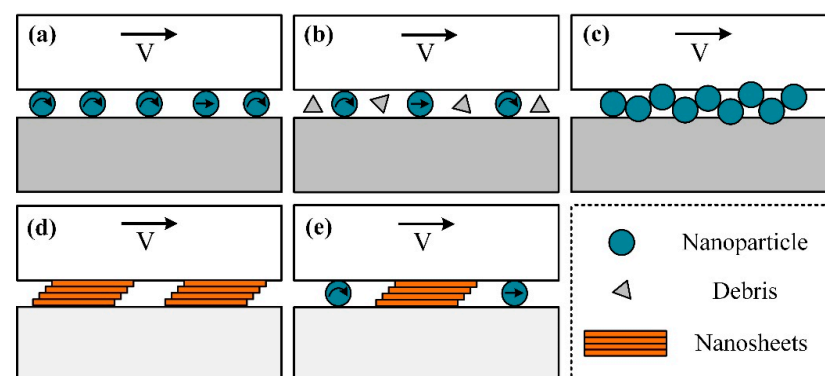 (a)
V
(b)
V
(c)
V
(d)
V
(e)
V
Nanoparticle
Debris
Nanosheets